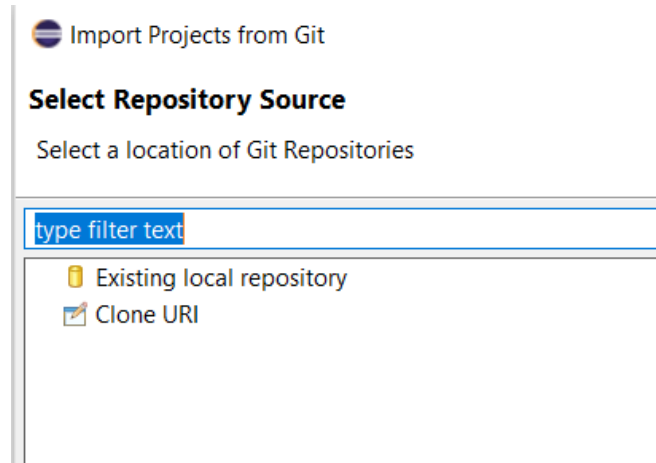 Import Projects from Git
Select Repository Source
Select a location of Git Repositories
type filter text
Existing local repository
Clone URI